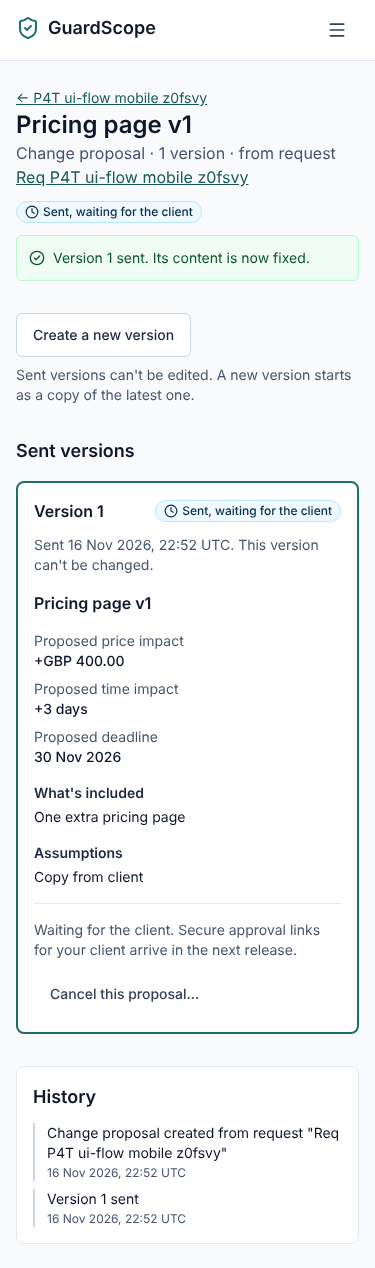 GuardScope
← P4T ui-flow mobile z0fsvy
Pricing page v1
Change proposal · 1 version · from request
Req P4T ui-flow mobile z0fsvy
Sent, waiting for the client
Version 1 sent. Its content is now fixed.
Create a new version
Sent versions can't be edited. A new version starts
as a copy of the latest one.
Sent versions
Version 1
Sent, waiting for the client
Sent 16 Nov 2026, 22:52 UTC. This version
can't be changed.
Pricing page v1
Proposed price impact
+GBP 400.00
Proposed time impact
+3 days
Proposed deadline
30 Nov 2026
What's included
One extra pricing page
Assumptions
Copy from client
Waiting for the client. Secure approval links
for your client arrive in the next release.
Cancel this proposal...
History
Change proposal created from request "Req
P4T ui-flow mobile z0fsvy"
16 Nov 2026, 22:52 UTC
Version 1 sent
16 Nov 2026, 22:52 UTC